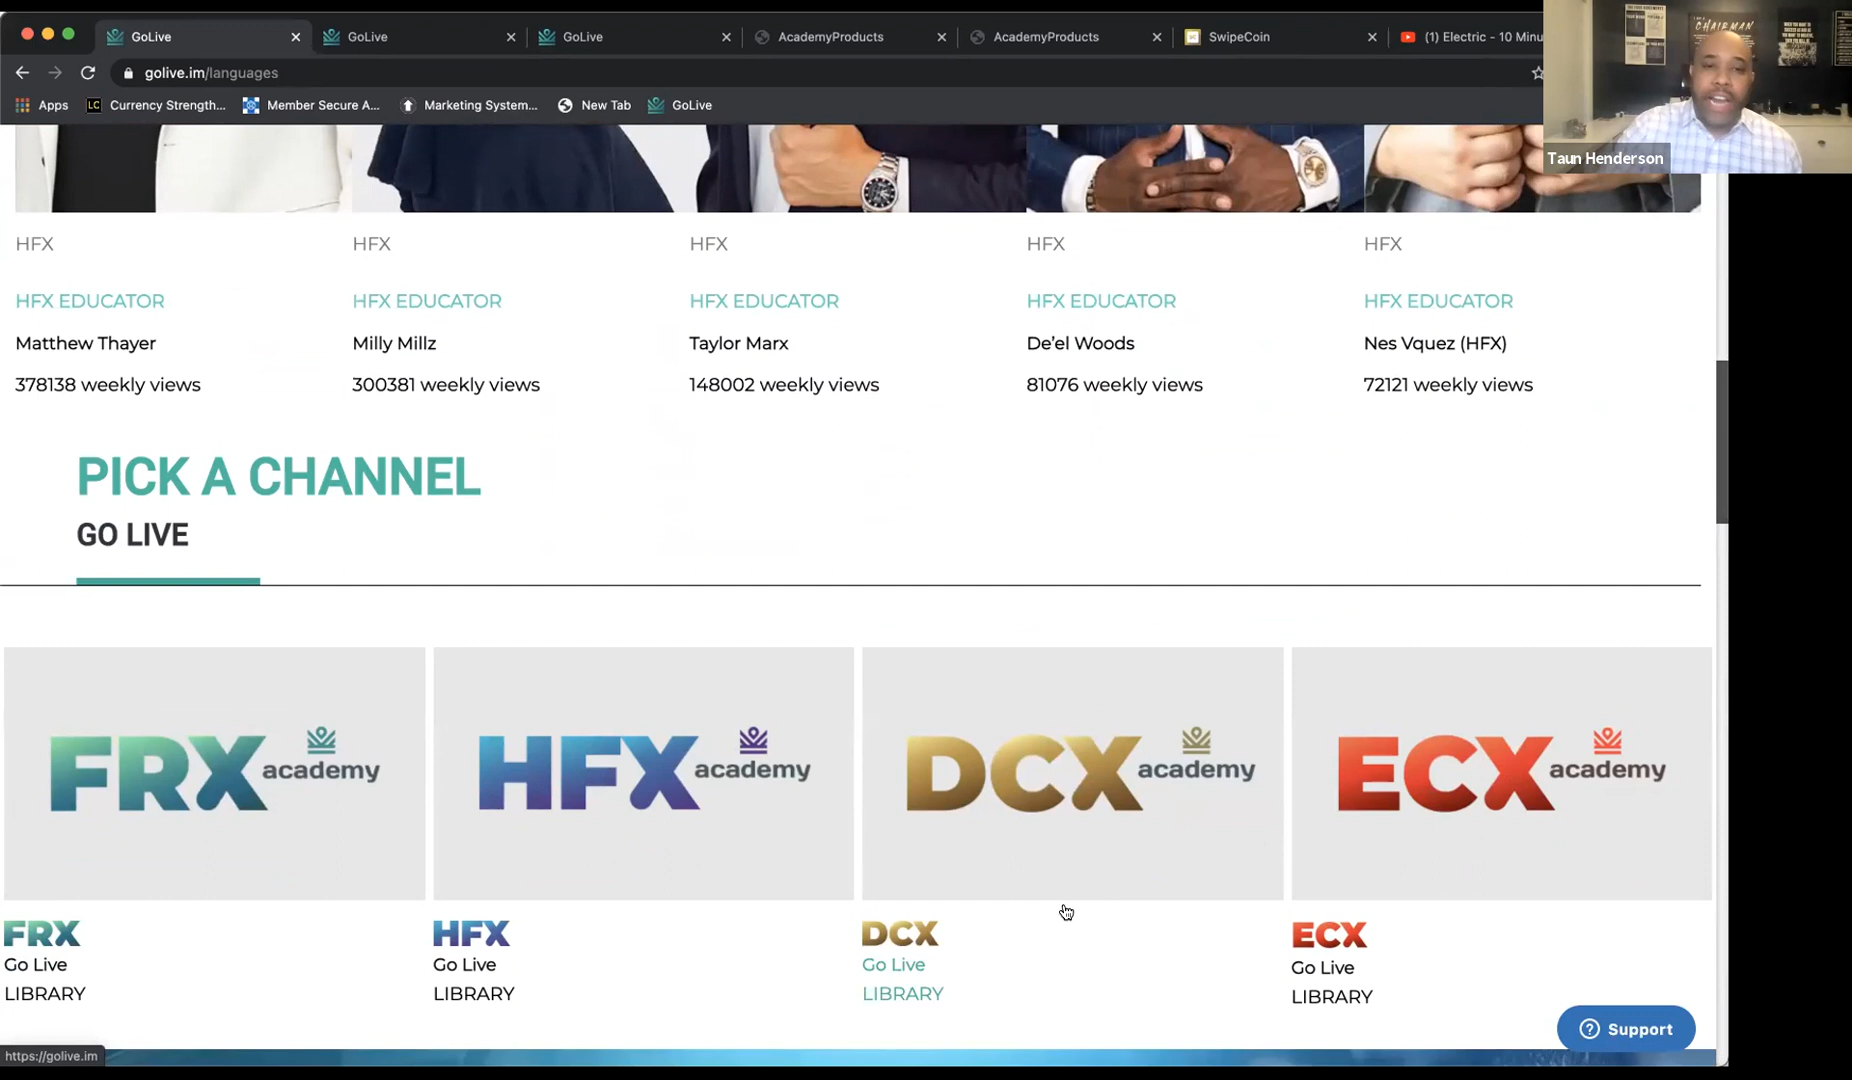 GoLive
GoLive
GoLive
AcademyProducts
AcademyProducts
SwipeCoin
(1) Electric - 10 Minu
golive.im/languages
Apps
LC
Currency Strength...
Member Secure A...
Marketing System...
New Tab
GoLive
CHAIRMAN
Taun Henderson
HFX
HFX
HFX
HFX
HFX
HFX EDUCATOR
HFX EDUCATOR
HFX EDUCATOR
HFX EDUCATOR
HFX EDUCATOR
Matthew Thayer
Milly Millz
Taylor Marx
De’el Woods
Nes Vquez (HFX)
378138 weekly views
300381 weekly views
148002 weekly views
81076 weekly views
72121 weekly views
PICK A CHANNEL
GO LIVE
FRX academy
HFX academy
DCX academy
ECX academy
FRX
Go Live
LIBRARY
HFX
Go Live
LIBRARY
DCX
Go Live
LIBRARY
ECX
Go Live
LIBRARY
Support
https://golive.im